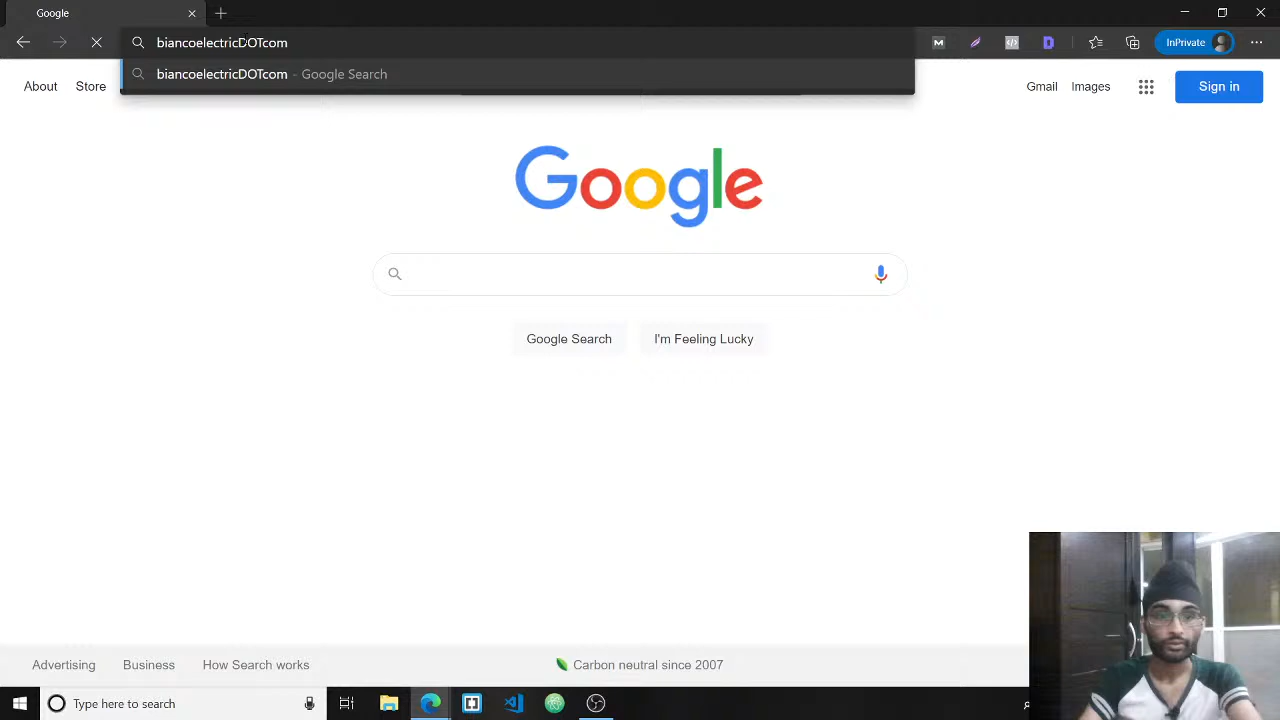 Google
biancoelectricDOTcom
InPrivate
biancoelectricDOTcom - Google Search
About Store
Gmail Images
Sign in
Google
Google Search
I'm Feeling Lucky
Advertising Business How Search works
Carbon neutral since 2007
Type here to search